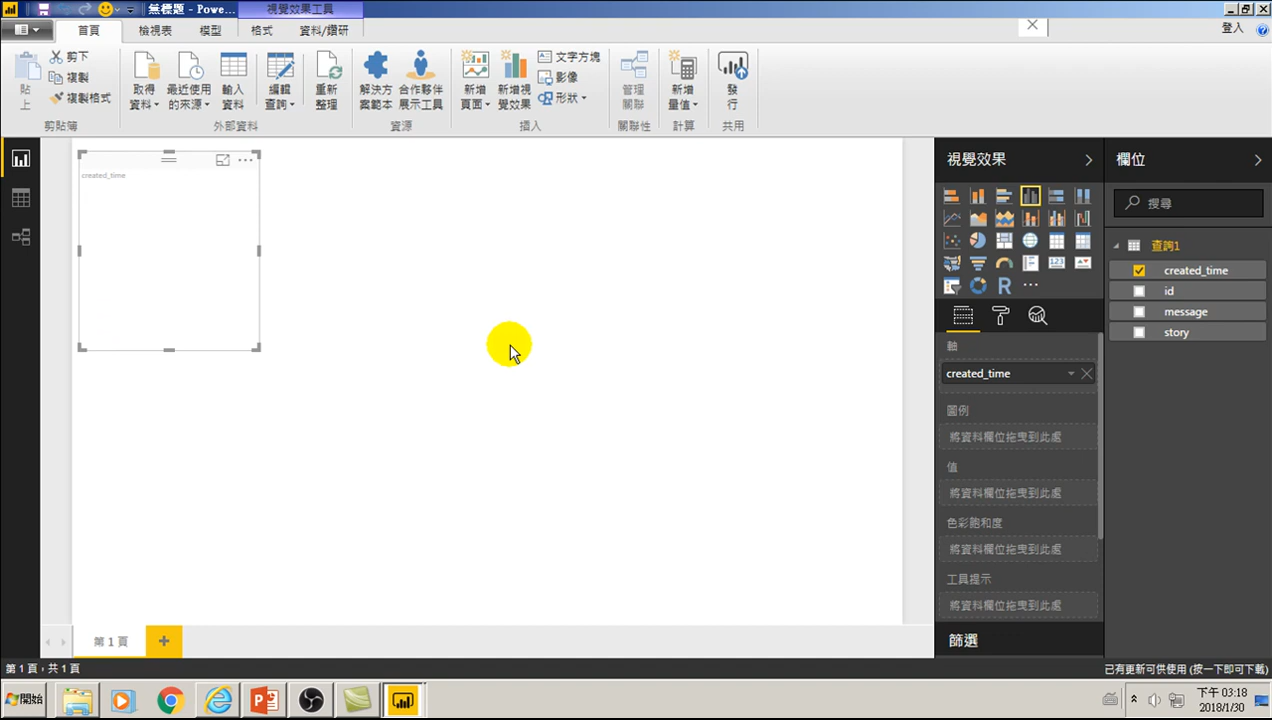 無標題 - Powe...
視覺效果工具
首頁
檢視表
模型
格式
資料/鑽研
登入
貼上
剪下
複製
複製格式
剪貼簿
取得資料
最近使用的來源
輸入資料
編輯查詢
重新整理
外部資料
解決方案範本
合作夥伴展示工具
資源
新增頁面
新增視覺效果
文字方塊
影像
形狀
插入
管理關聯
關聯性
新增量值
計算
發行
共用
created_time
視覺效果
軸
created_time
圖例
將資料欄位拖曳到此處
值
將資料欄位拖曳到此處
色彩飽和度
將資料欄位拖曳到此處
工具提示
將資料欄位拖曳到此處
篩選
欄位
搜尋
查詢1
created_time
id
message
story
第 1 頁
第 1 頁，共 1 頁
已有更新可供使用 (按一下即可下載)
開始
下午 03:18
2018/1/30